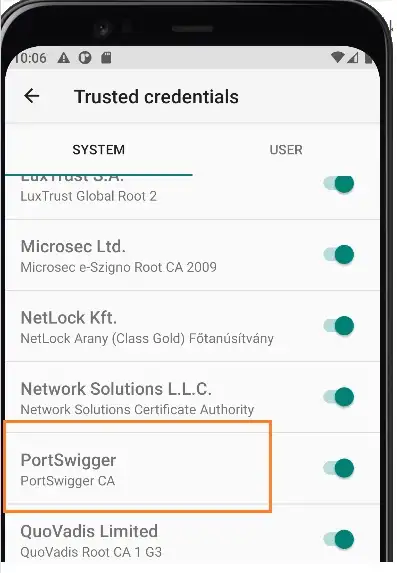 10:06
Trusted credentials
SYSTEM USER
LuxTrust S.A.
LuxTrust Global Root 2
Microsec Ltd.
Microsec e-Szigno Root CA 2009
NetLock Kft.
NetLock Arany (Class Gold) Főtanúsítvány
Network Solutions L.L.C.
Network Solutions Certificate Authority
PortSwigger
PortSwigger CA
QuoVadis Limited
QuoVadis Root CA 1 G3